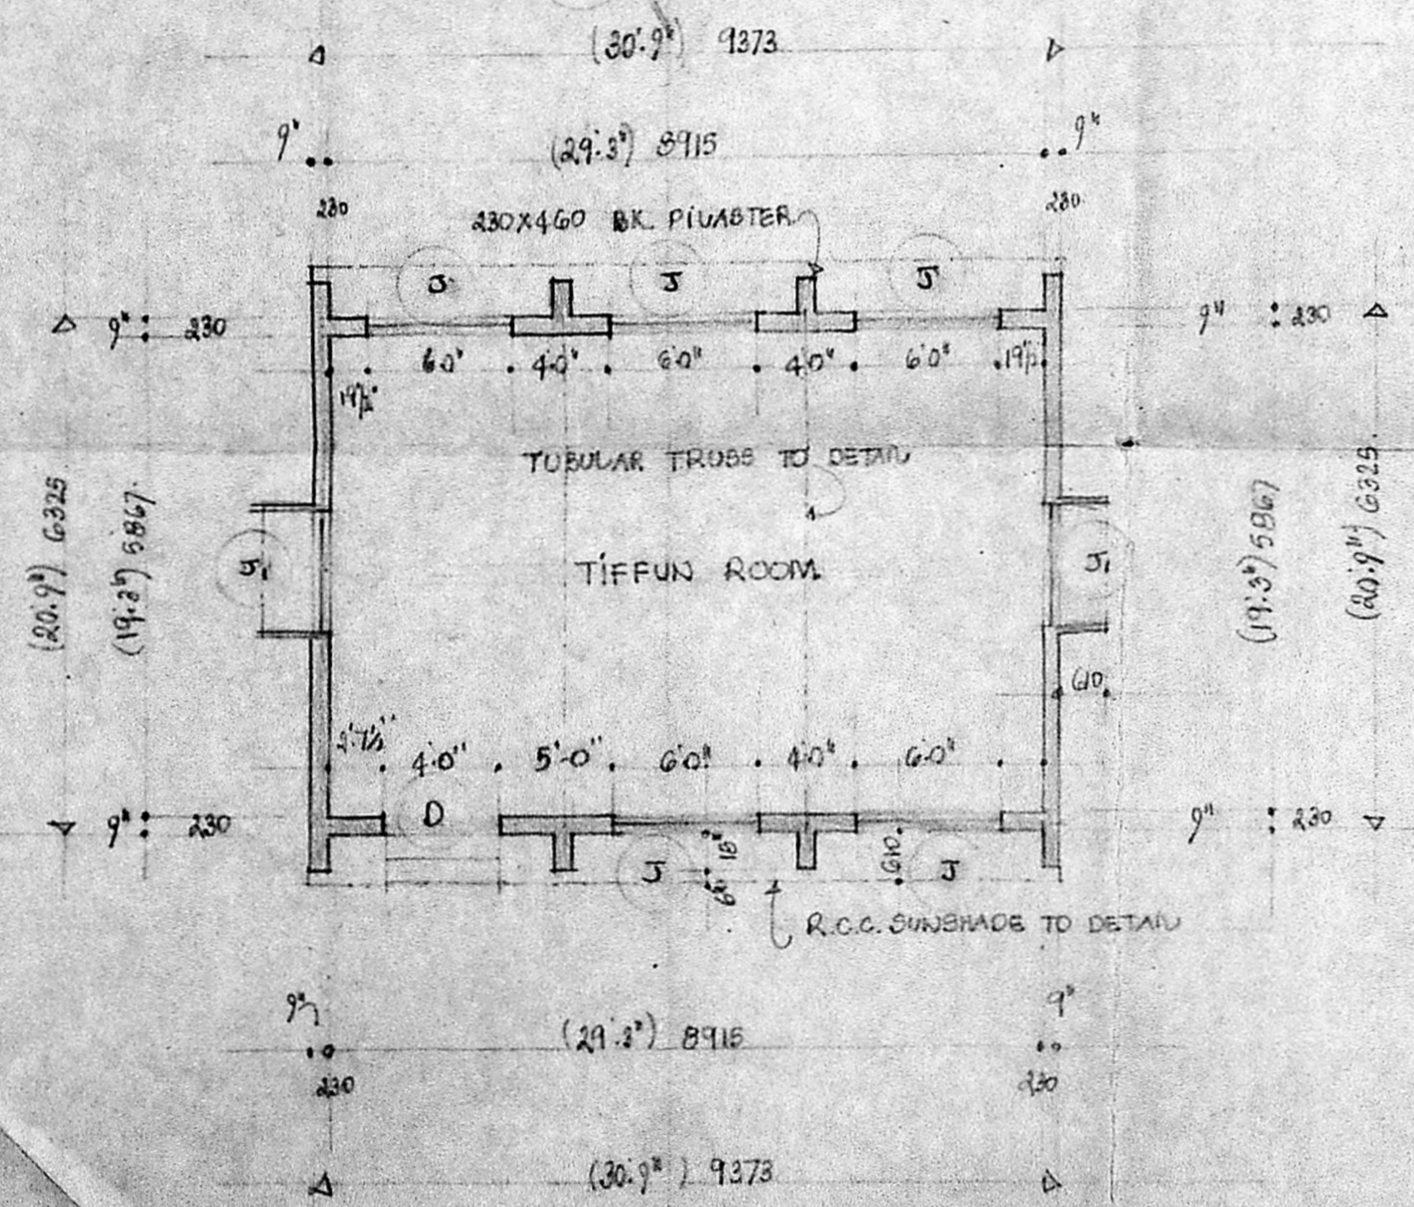 (30'.9") 9373
9" (29'.3") 8915 9"
230 230
230X460 BK. PILASTER
J J J
9" 230 9" 230
6'0" 4'0" 6'0" 4'0" 6'0" 19½
19½"
TUBULAR TRUSS TO DETAIL
(20'.9") 6325
(19'.3") 5867
(19'.3") 5867
(20'.9") 6325
J1 TIFFUN ROOM J1
610
2'.7½" 4'0" 5'-0" 6'0" 4'0" 6'0"
9" 230 D 9" 230
18" 610
J J
6"
R.C.C. SUNSHADE TO DETAIL
9" 9"
(29'.3") 8915
230 230
(30'.9") 9373